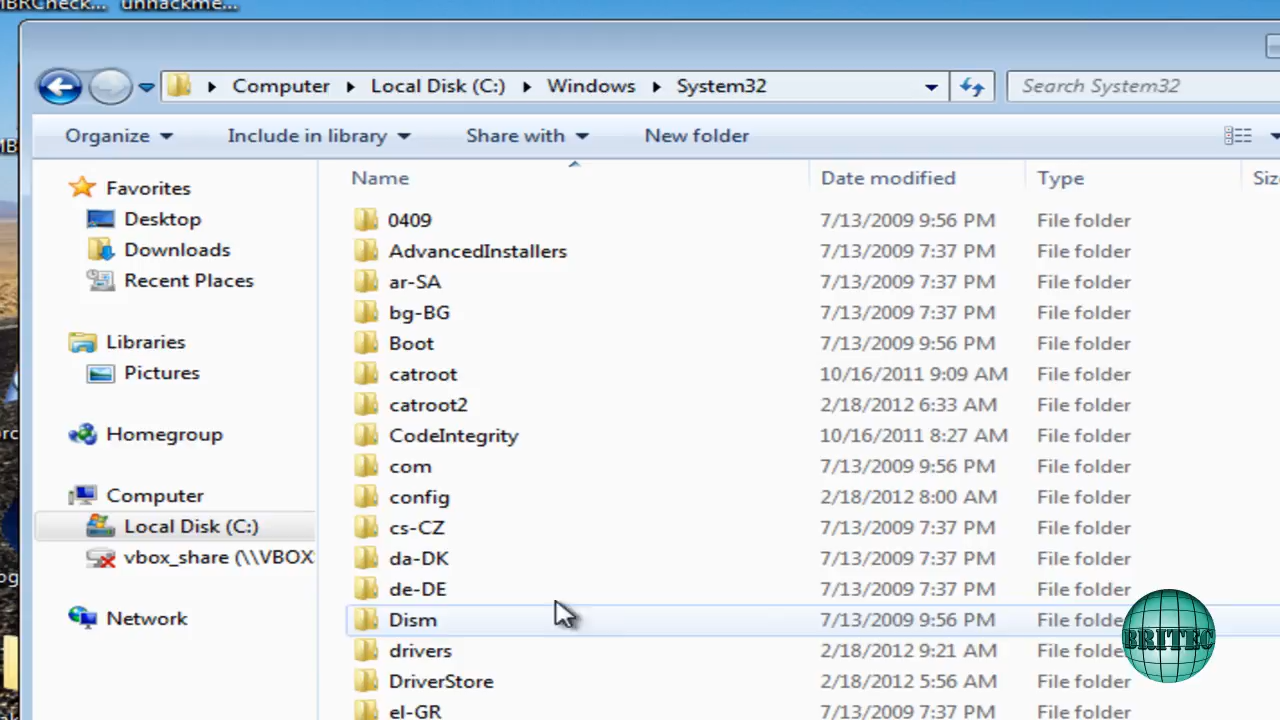 MBRCheck... unhackme...
Computer Local Disk (C:) Windows System32 Search System32
Organize Include in library Share with New folder
Name Date modified Type Siz
Favorites
Desktop
Downloads
Recent Places
Libraries
Pictures
Homegroup
Computer
Local Disk (C:)
vbox_share (\\VBOX
Network
0409 7/13/2009 9:56 PM File folder
AdvancedInstallers 7/13/2009 7:37 PM File folder
ar-SA 7/13/2009 7:37 PM File folder
bg-BG 7/13/2009 7:37 PM File folder
Boot 7/13/2009 9:56 PM File folder
catroot 10/16/2011 9:09 AM File folder
catroot2 2/18/2012 6:33 AM File folder
CodeIntegrity 10/16/2011 8:27 AM File folder
com 7/13/2009 9:56 PM File folder
config 2/18/2012 8:00 AM File folder
cs-CZ 7/13/2009 7:37 PM File folder
da-DK 7/13/2009 7:37 PM File folder
de-DE 7/13/2009 7:37 PM File folder
Dism 7/13/2009 9:56 PM File folde
drivers 2/18/2012 9:21 AM File fold
DriverStore 2/18/2012 5:56 AM File folder
el-GR 7/13/2009 7:37 PM File folder
BRITEC